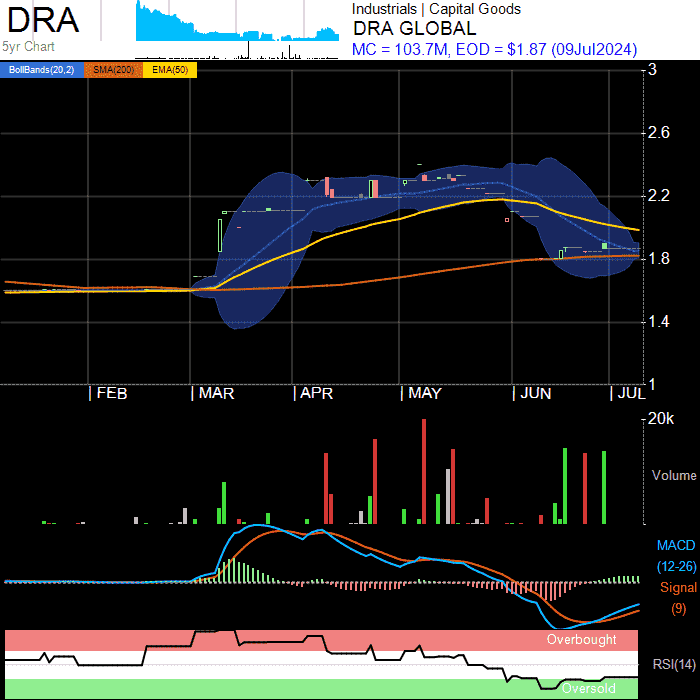 DRA
5yr Chart
Industrials | Capital Goods
DRA GLOBAL
MC = 103.7M, EOD = $1.87 (09Jul2024)
BollBands(20,2) SMA(200) EMA(50)
3
2.6
2.2
1.8
1.4
1
| FEB | MAR | APR | MAY | JUN | JUL
20k
Volume
MACD
(12-26)
Signal
(9)
Overbought
RSI(14)
Oversold